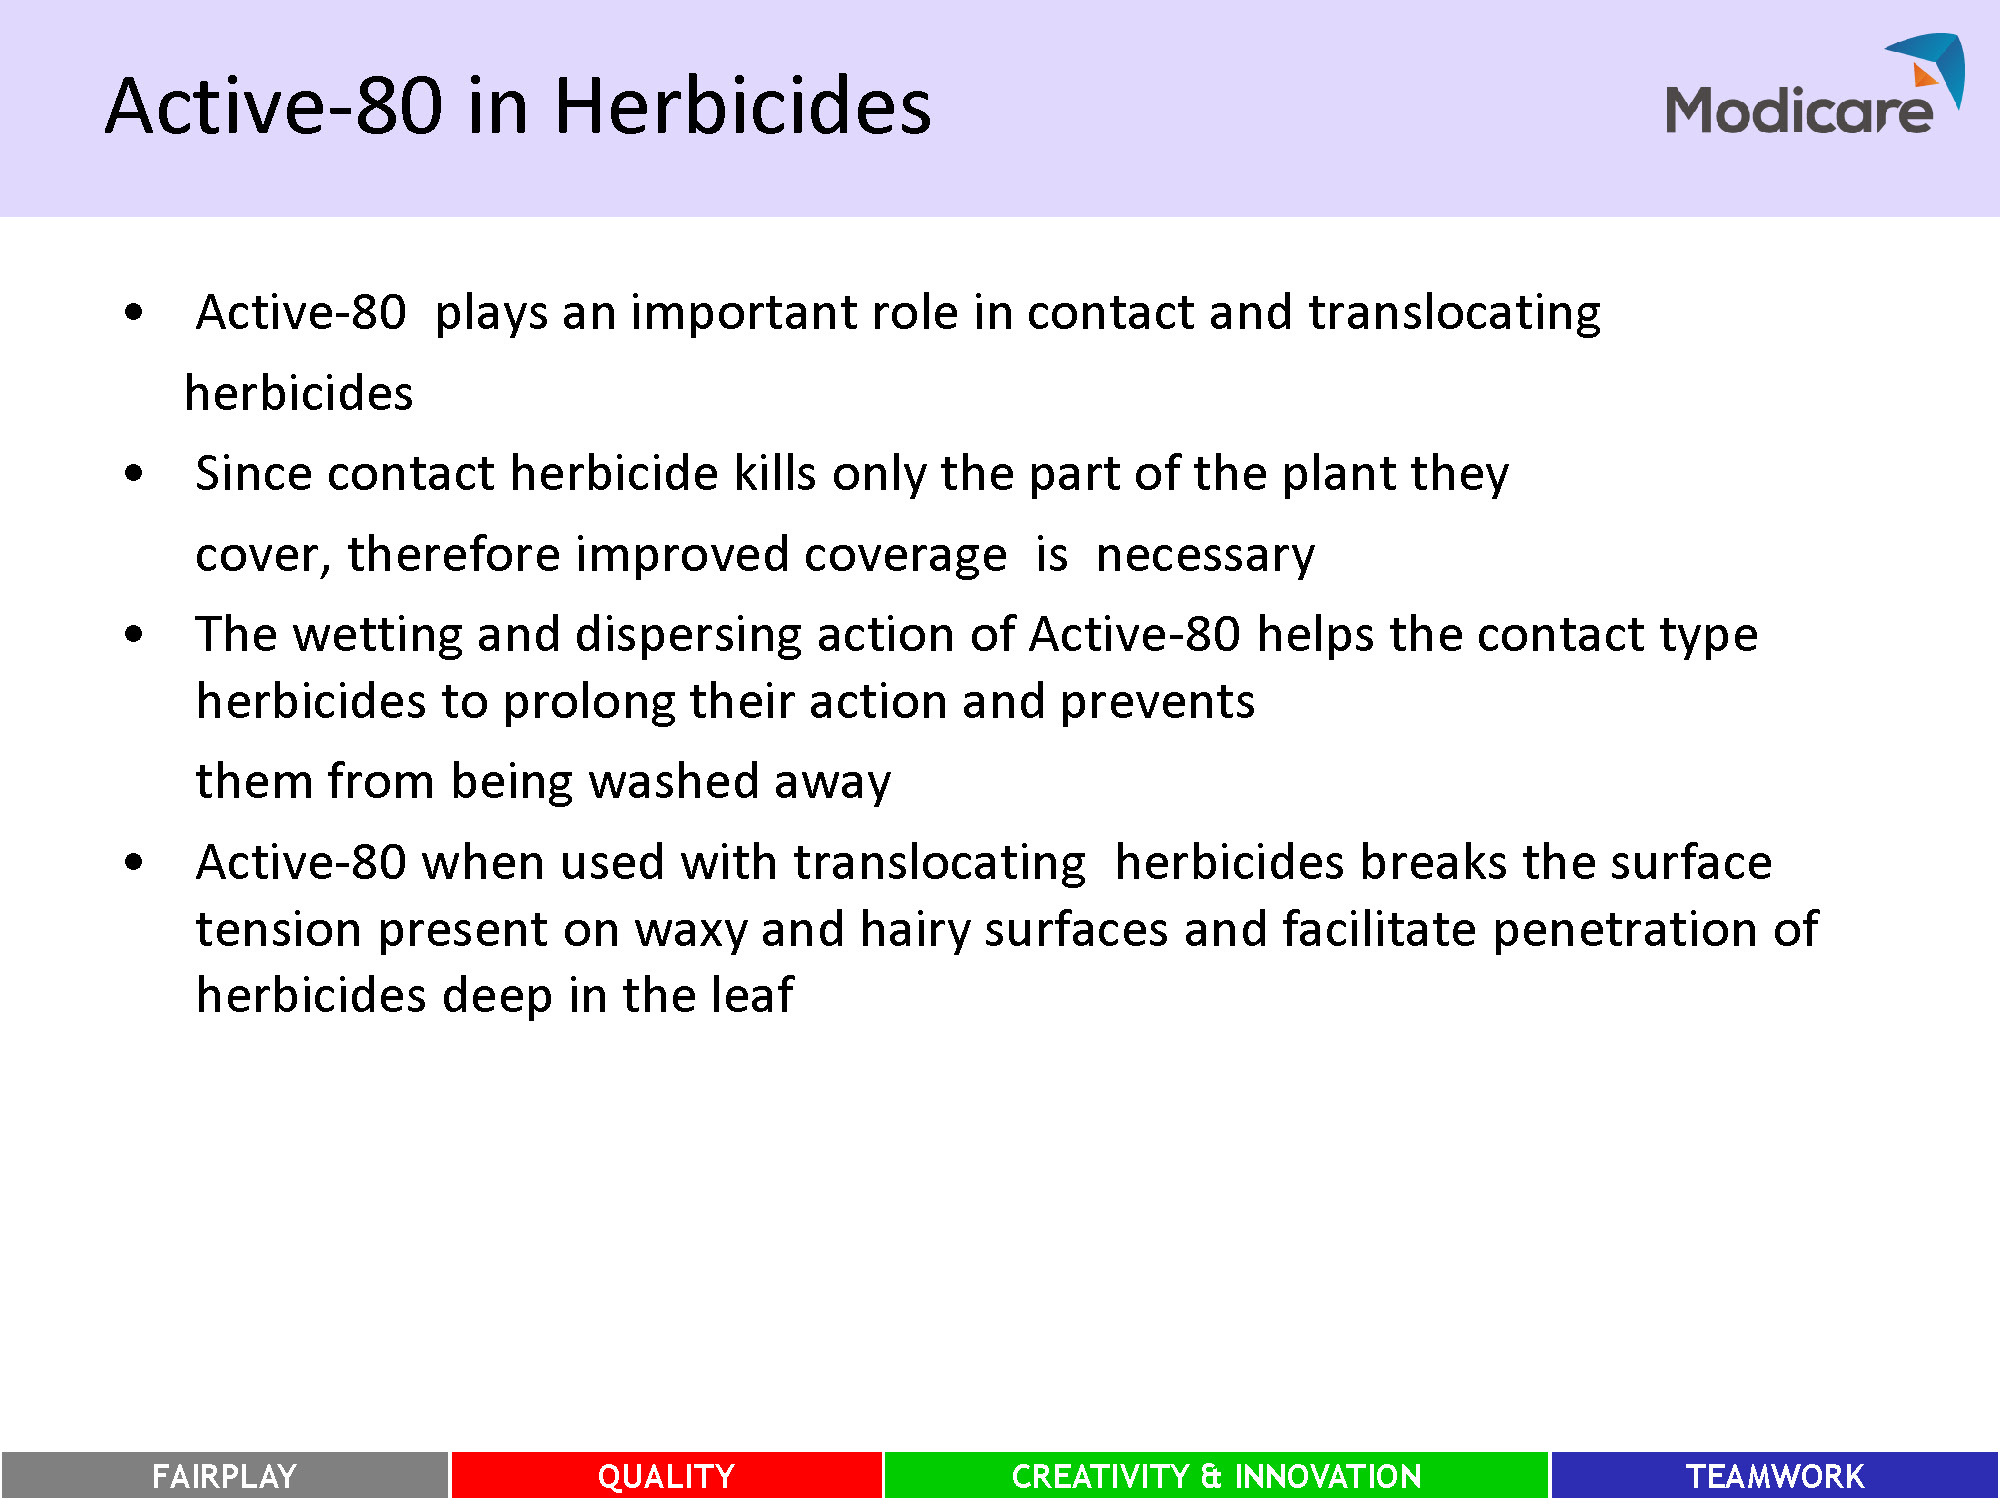 Active-80 in Herbicides
Modicare
• Active-80 plays an important role in contact and translocating
herbicides
• Since contact herbicide kills only the part of the plant they
cover, therefore improved coverage is necessary
• The wetting and dispersing action of Active-80 helps the contact type
herbicides to prolong their action and prevents
them from being washed away
• Active-80 when used with translocating herbicides breaks the surface
tension present on waxy and hairy surfaces and facilitate penetration of
herbicides deep in the leaf
FAIRPLAY
QUALITY
CREATIVITY & INNOVATION
TEAMWORK